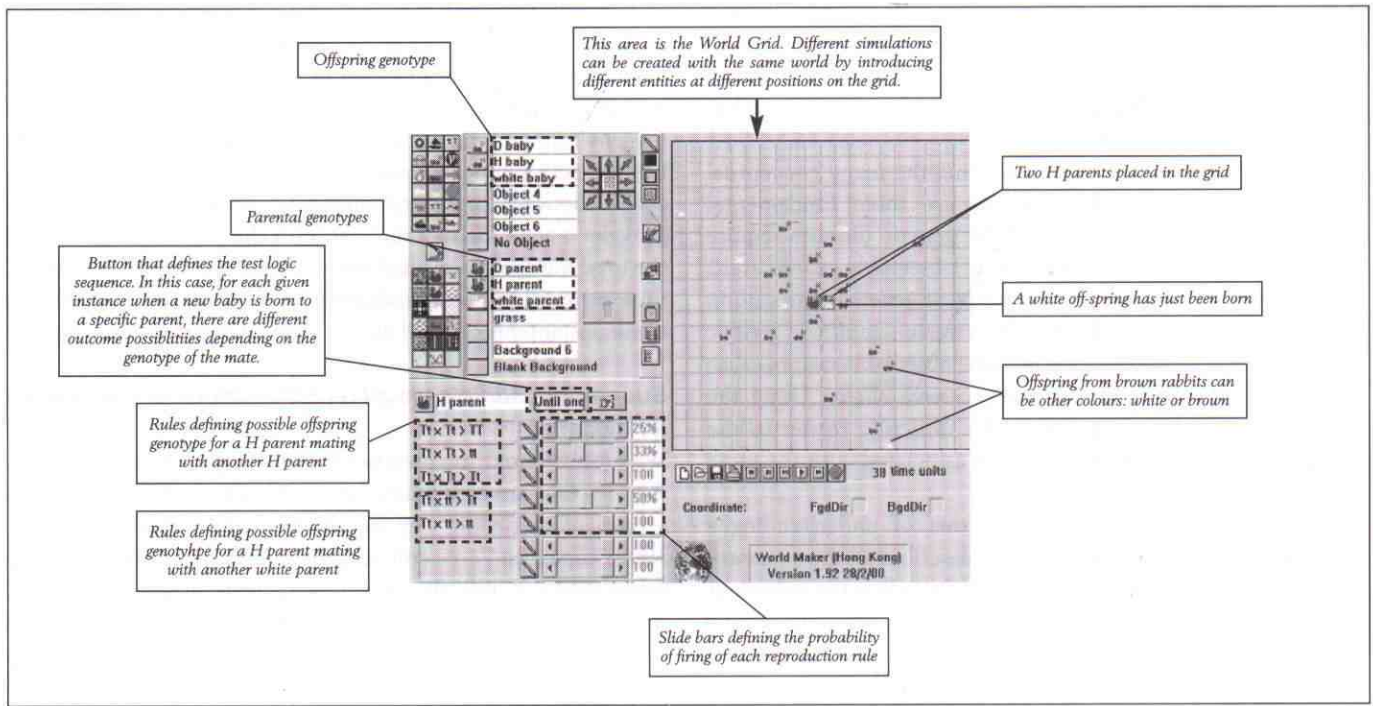 Offspring genotype
This area is the World Grid. Different simulations
can be created with the same world by introducing
different entities at different positions on the grid.
Parental genotypes
Two H parents placed in the grid
Button that defines the test logic
sequence. In this case, for each given
instance when a new baby is born to
a specific parent, there are different
outcome possiblitiies depending on the
genotype of the mate.
A white off-spring has just been born
Offspring from brown rabbits can
be other colours: white or brown
Rules defining possible offspring
genotype for a H parent mating
with another H parent
Rules defining possible offspring
genotyhpe for a H parent mating
with another white parent
Slide bars defining the probability
of firing of each reproduction rule
D baby
H baby
white baby
Object 4
Object 5
Object 6
No Object
D parent
H parent
white parent
grass
Background 6
Blank Background
H parent
Until one
Tt x Tt > TT
25%
Tt x Tt > tt
33%
Tt x Tt > Tt
100
Tt x tt > Tt
50%
Tt x tt > tt
100
100
100
38 time units
Coordinate:
FgdDir
BgdDir
World Maker (Hong Kong)
Version 1.92 28/2/00